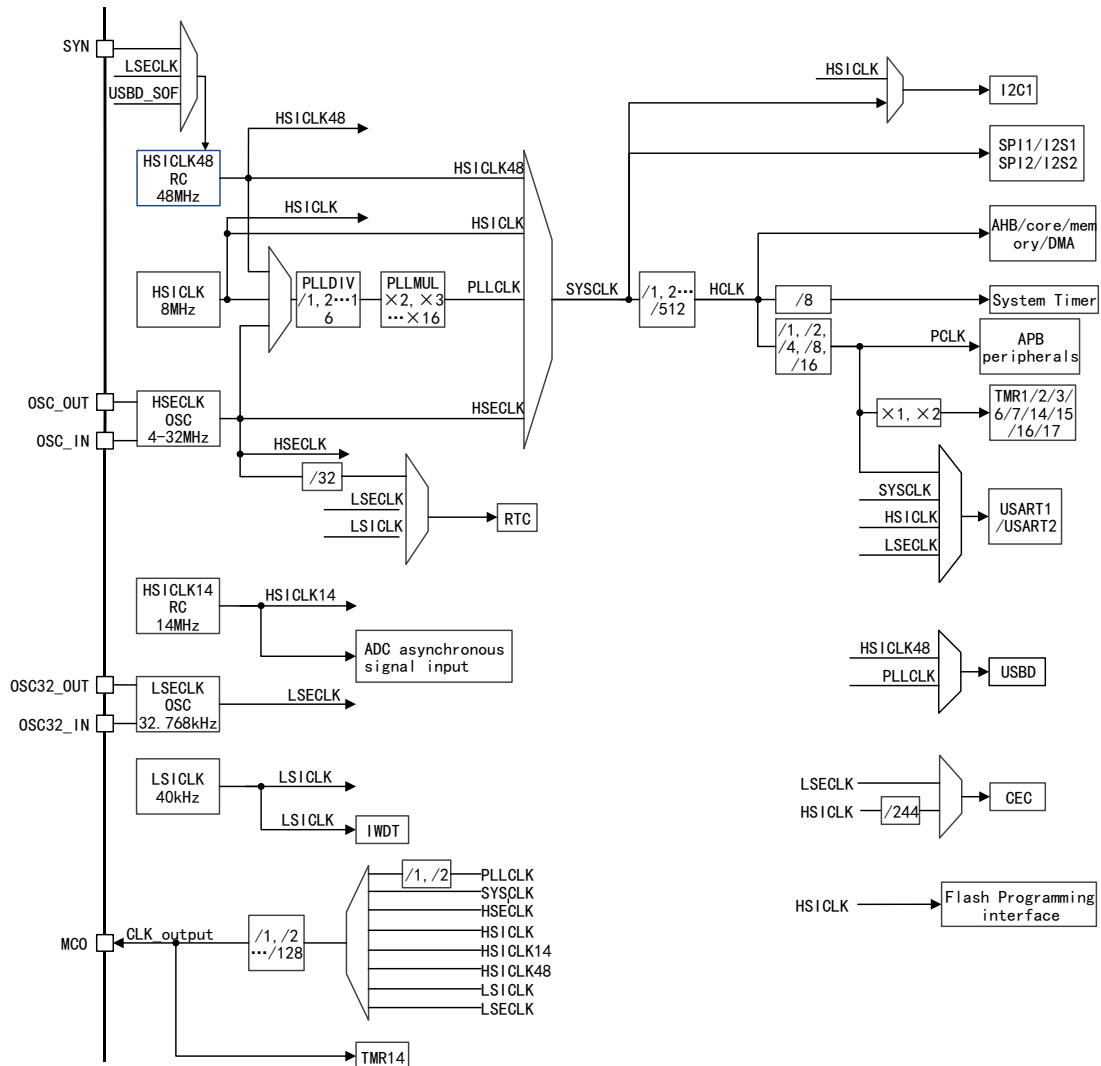 SYN
LSECLK
USBD_SOF
HSICLK48
RC
48MHz
HSICLK48
HSICLK48
HSICLK
HSICLK
HSICLK
8MHz
PLLDIV
/1, 2…1
6
PLLMUL
×2, ×3
…×16
PLLCLK
SYSCLK
/1, 2…
/512
HCLK
HSICLK
I2C1
SPI1/I2S1
SPI2/I2S2
AHB/core/mem
ory/DMA
/8
System Timer
/1, /2,
/4, /8,
/16
PCLK
APB
peripherals
×1, ×2
TMR1/2/3/
6/7/14/15
/16/17
SYSCLK
HSICLK
LSECLK
USART1
/USART2
OSC_OUT
OSC_IN
HSECLK
OSC
4-32MHz
HSECLK
HSECLK
/32
LSECLK
LSICLK
RTC
HSICLK14
RC
14MHz
HSICLK14
ADC asynchronous
signal input
HSICLK48
PLLCLK
USBD
OSC32_OUT
OSC32_IN
LSECLK
OSC
32.768kHz
LSECLK
LSICLK
40kHz
LSICLK
LSICLK
IWDT
LSECLK
HSICLK
/244
CEC
MCO
CLK_output
/1, /2
…/128
/1, /2
PLLCLK
SYSCLK
HSECLK
HSICLK
HSICLK14
HSICLK48
LSICLK
LSECLK
TMR14
HSICLK
Flash Programming
interface